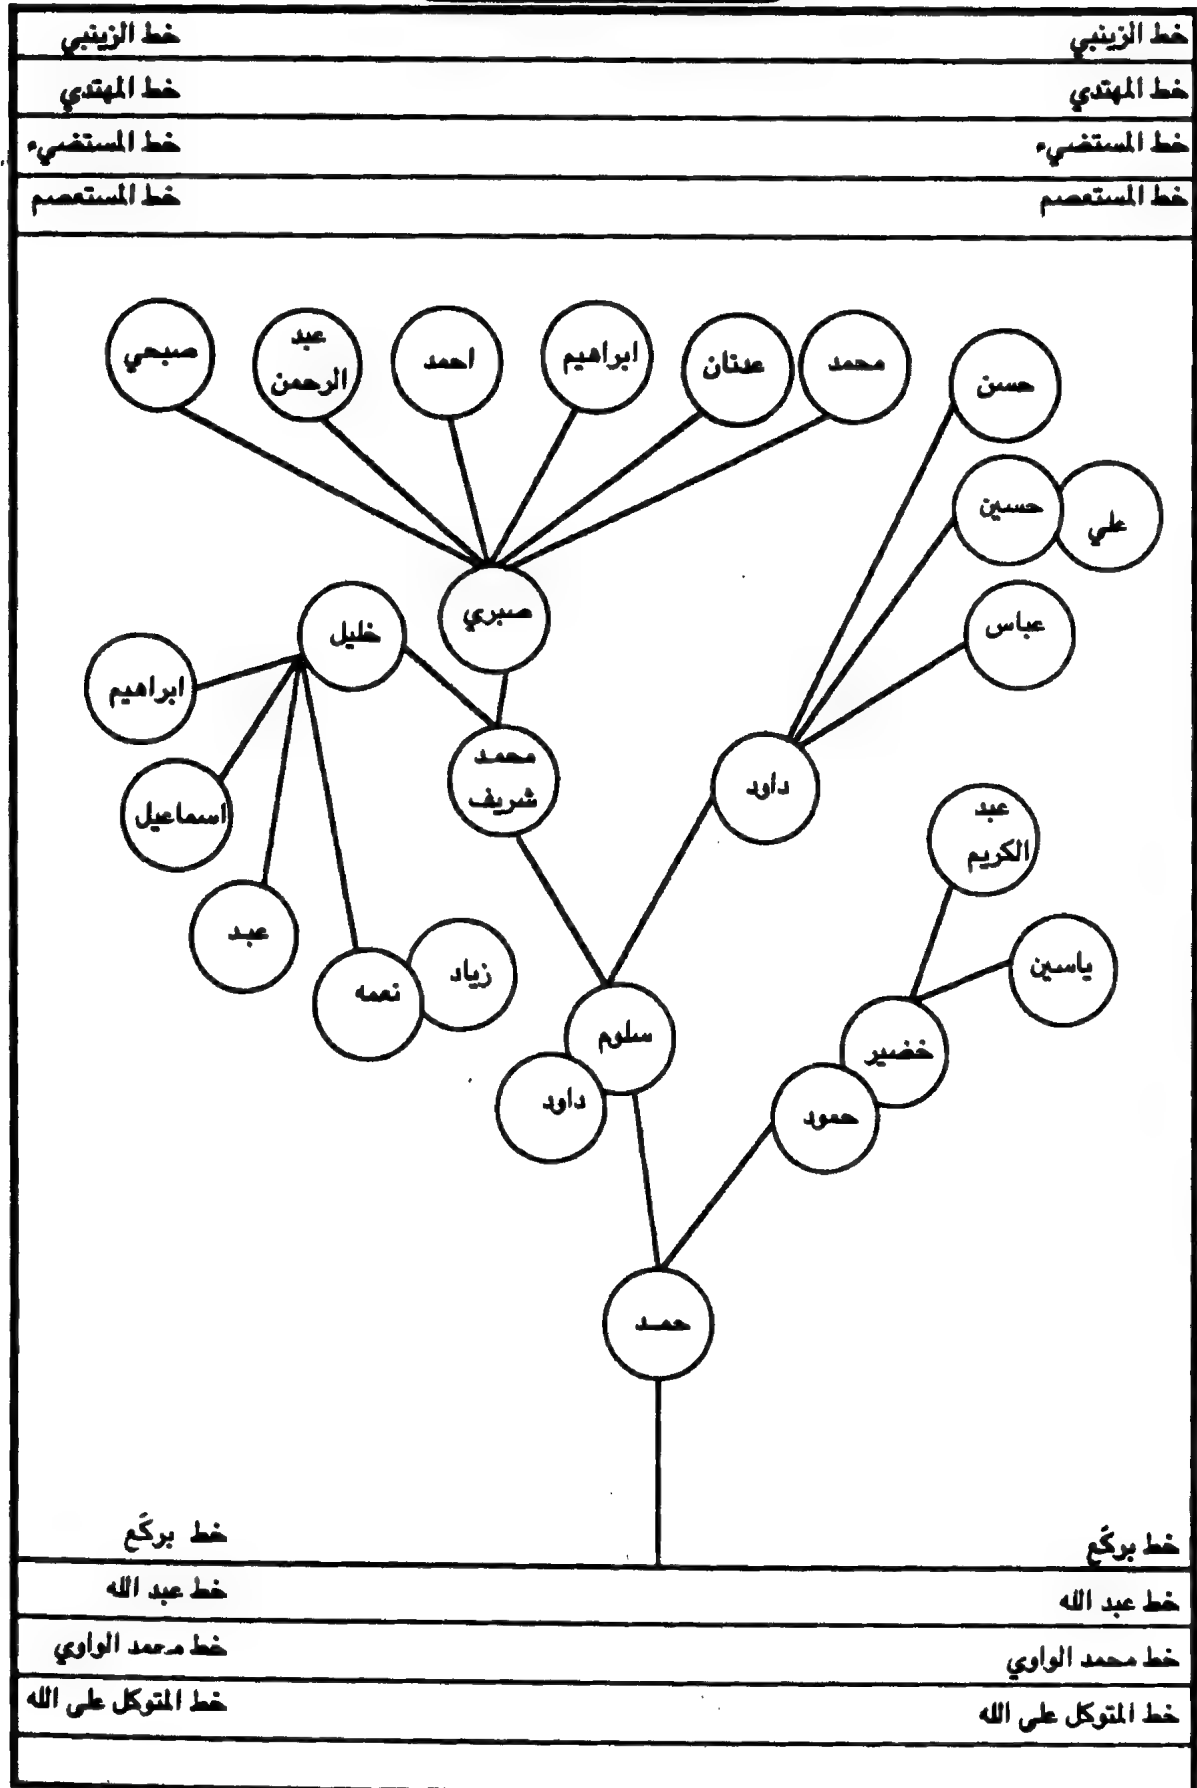 خط الزينبي
خط الزينبي
خط المهتدي
خط المهتدي
خط المستضيء
خط المستضيء
خط المستعصم
خط المستعصم
حسن
محمد
عدنان
ابراهيم
احمد
عبد
الرحمن
صبحي
علي
حسين
عباس
صبري
خليل
ابراهيم
داود
محمد
شريف
اسماعيل
عبد
الكريم
عبد
ياسين
زياد
نعمه
خضير
سلوم
حمود
داود
حمد
خط بركَع
خط بركَع
خط عبد الله
خط عبد الله
خط محمد الواوي
خط محمد الواوي
خط المتوكل على الله
خط المتوكل على الله